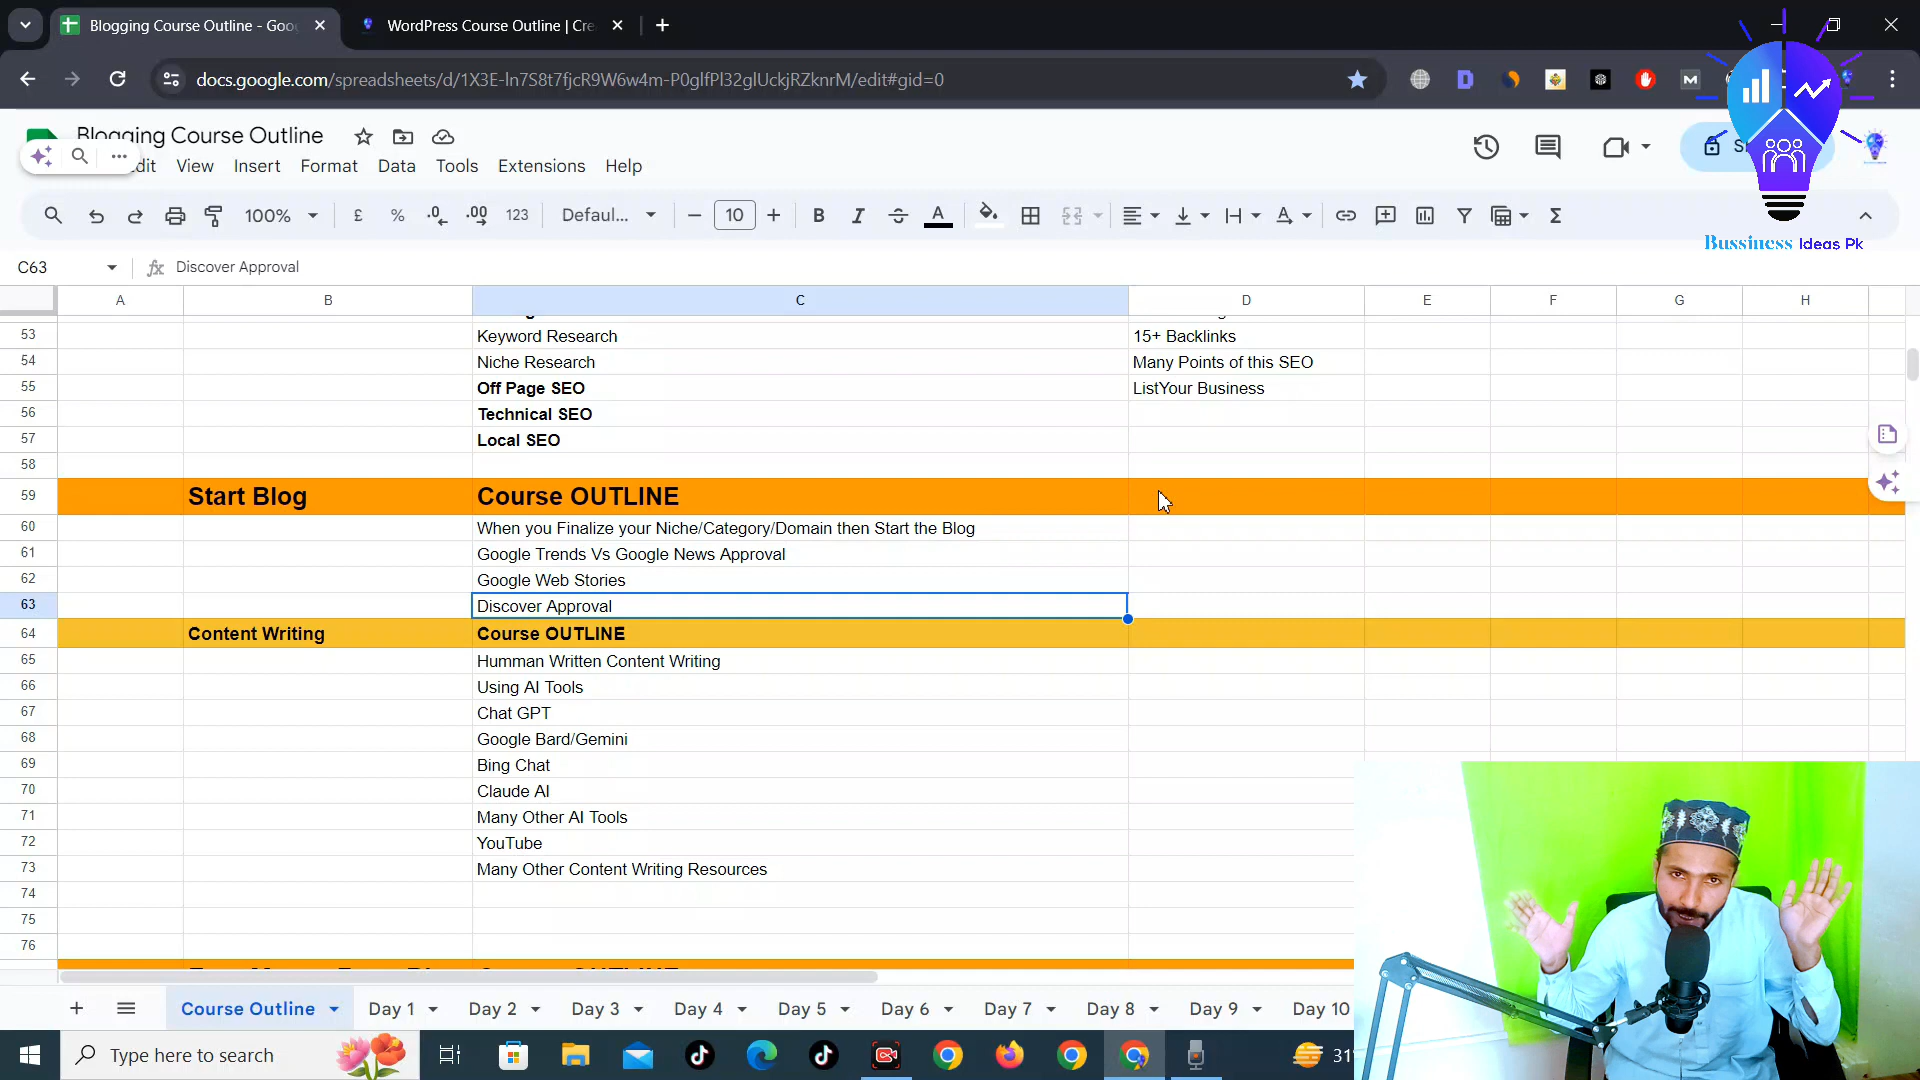 Blogging Course Outline - Goo
WordPress Course Outline | Cre
docs.google.com/spreadsheets/d/1X3E-ln7S8t7fjcR9W6w4m-P0glfPl32glUckjRZknrM/edit#gid=0
Blogging Course Outline
dit View Insert Format Data Tools Extensions Help
100% £ % .0 .00 123 Defaul... 10 B I A
Bussiness Ideas Pk
C63 fx Discover Approval
A B C D E F G H
53 Keyword Research 15+ Backlinks
54 Niche Research Many Points of this SEO
55 Off Page SEO ListYour Business
56 Technical SEO
57 Local SEO
58
59 Start Blog Course OUTLINE
60 When you Finalize your Niche/Category/Domain then Start the Blog
61 Google Trends Vs Google News Approval
62 Google Web Stories
63 Discover Approval
64 Content Writing Course OUTLINE
65 Humman Written Content Writing
66 Using AI Tools
67 Chat GPT
68 Google Bard/Gemini
69 Bing Chat
70 Claude AI
71 Many Other AI Tools
72 YouTube
73 Many Other Content Writing Resources
74
75
76
Course Outline Day 1 Day 2 Day 3 Day 4 Day 5 Day 6 Day 7 Day 8 Day 9 Day 10
Type here to search 31°